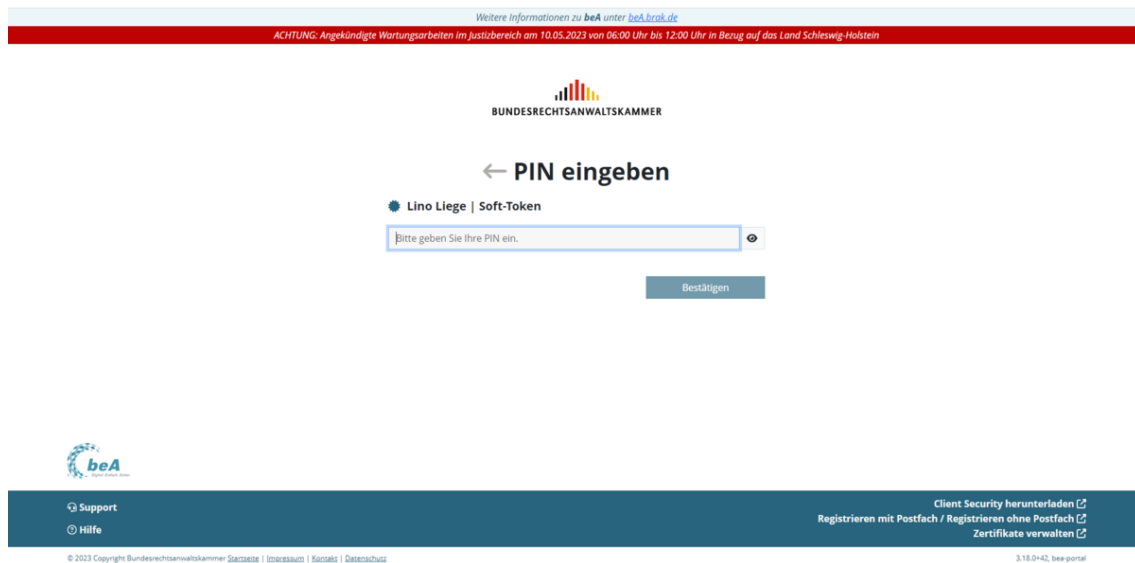 Weitere Informationen zu beA unter beA.brak.de
ACHTUNG: Angekündigte Wartungsarbeiten im Justizbereich am 10.05.2023 von 06:00 Uhr bis 12:00 Uhr in Bezug auf das Land Schleswig-Holstein
BUNDESRECHTSANWALTSKAMMER
← PIN eingeben
Lino Liege | Soft-Token
Bitte geben Sie Ihre PIN ein.
Bestätigen
beA
Support
Hilfe
Client Security herunterladen
Registrieren mit Postfach / Registrieren ohne Postfach
Zertifikate verwalten
© 2023 Copyright Bundesrechtsanwaltskammer Startseite | Impressum | Kontakt | Datenschutz
3.18.0+42, bea-portal